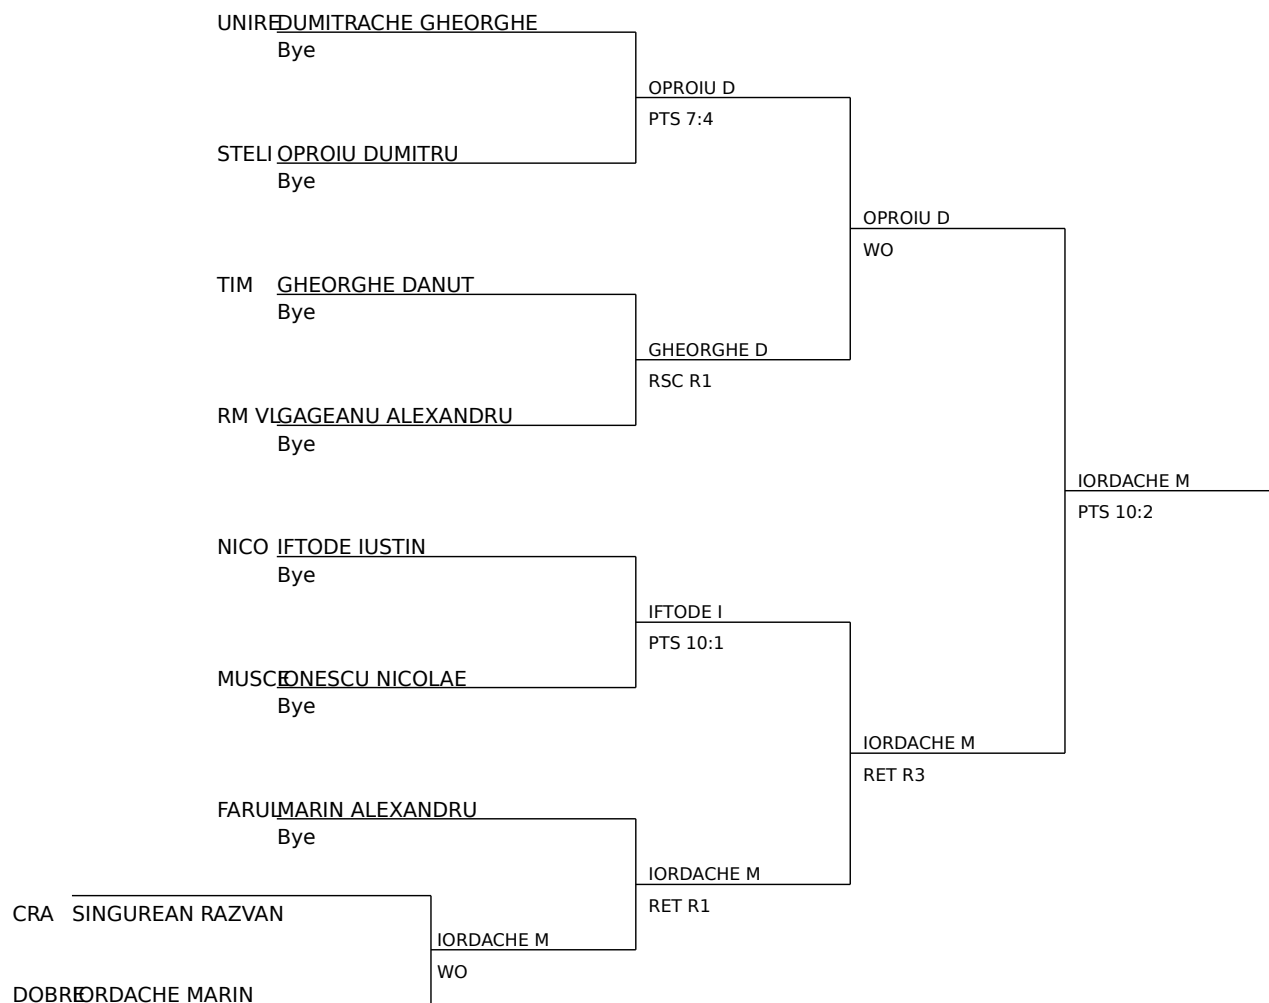 UNIRE DUMITRACHE GHEORGHE
Bye
OPROIU D
PTS 7:4
STELI OPROIU DUMITRU
Bye
OPROIU D
WO
TIM GHEORGHE DANUT
Bye
GHEORGHE D
RSC R1
RM VL GAGEANU ALEXANDRU
Bye
IORDACHE M
PTS 10:2
NICO IFTODE IUSTIN
Bye
IFTODE I
PTS 10:1
MUSCE IONESCU NICOLAE
Bye
IORDACHE M
RET R3
FARUL MARIN ALEXANDRU
Bye
IORDACHE M
RET R1
CRA SINGUREAN RAZVAN
IORDACHE M
WO
DOBRE IORDACHE MARIN